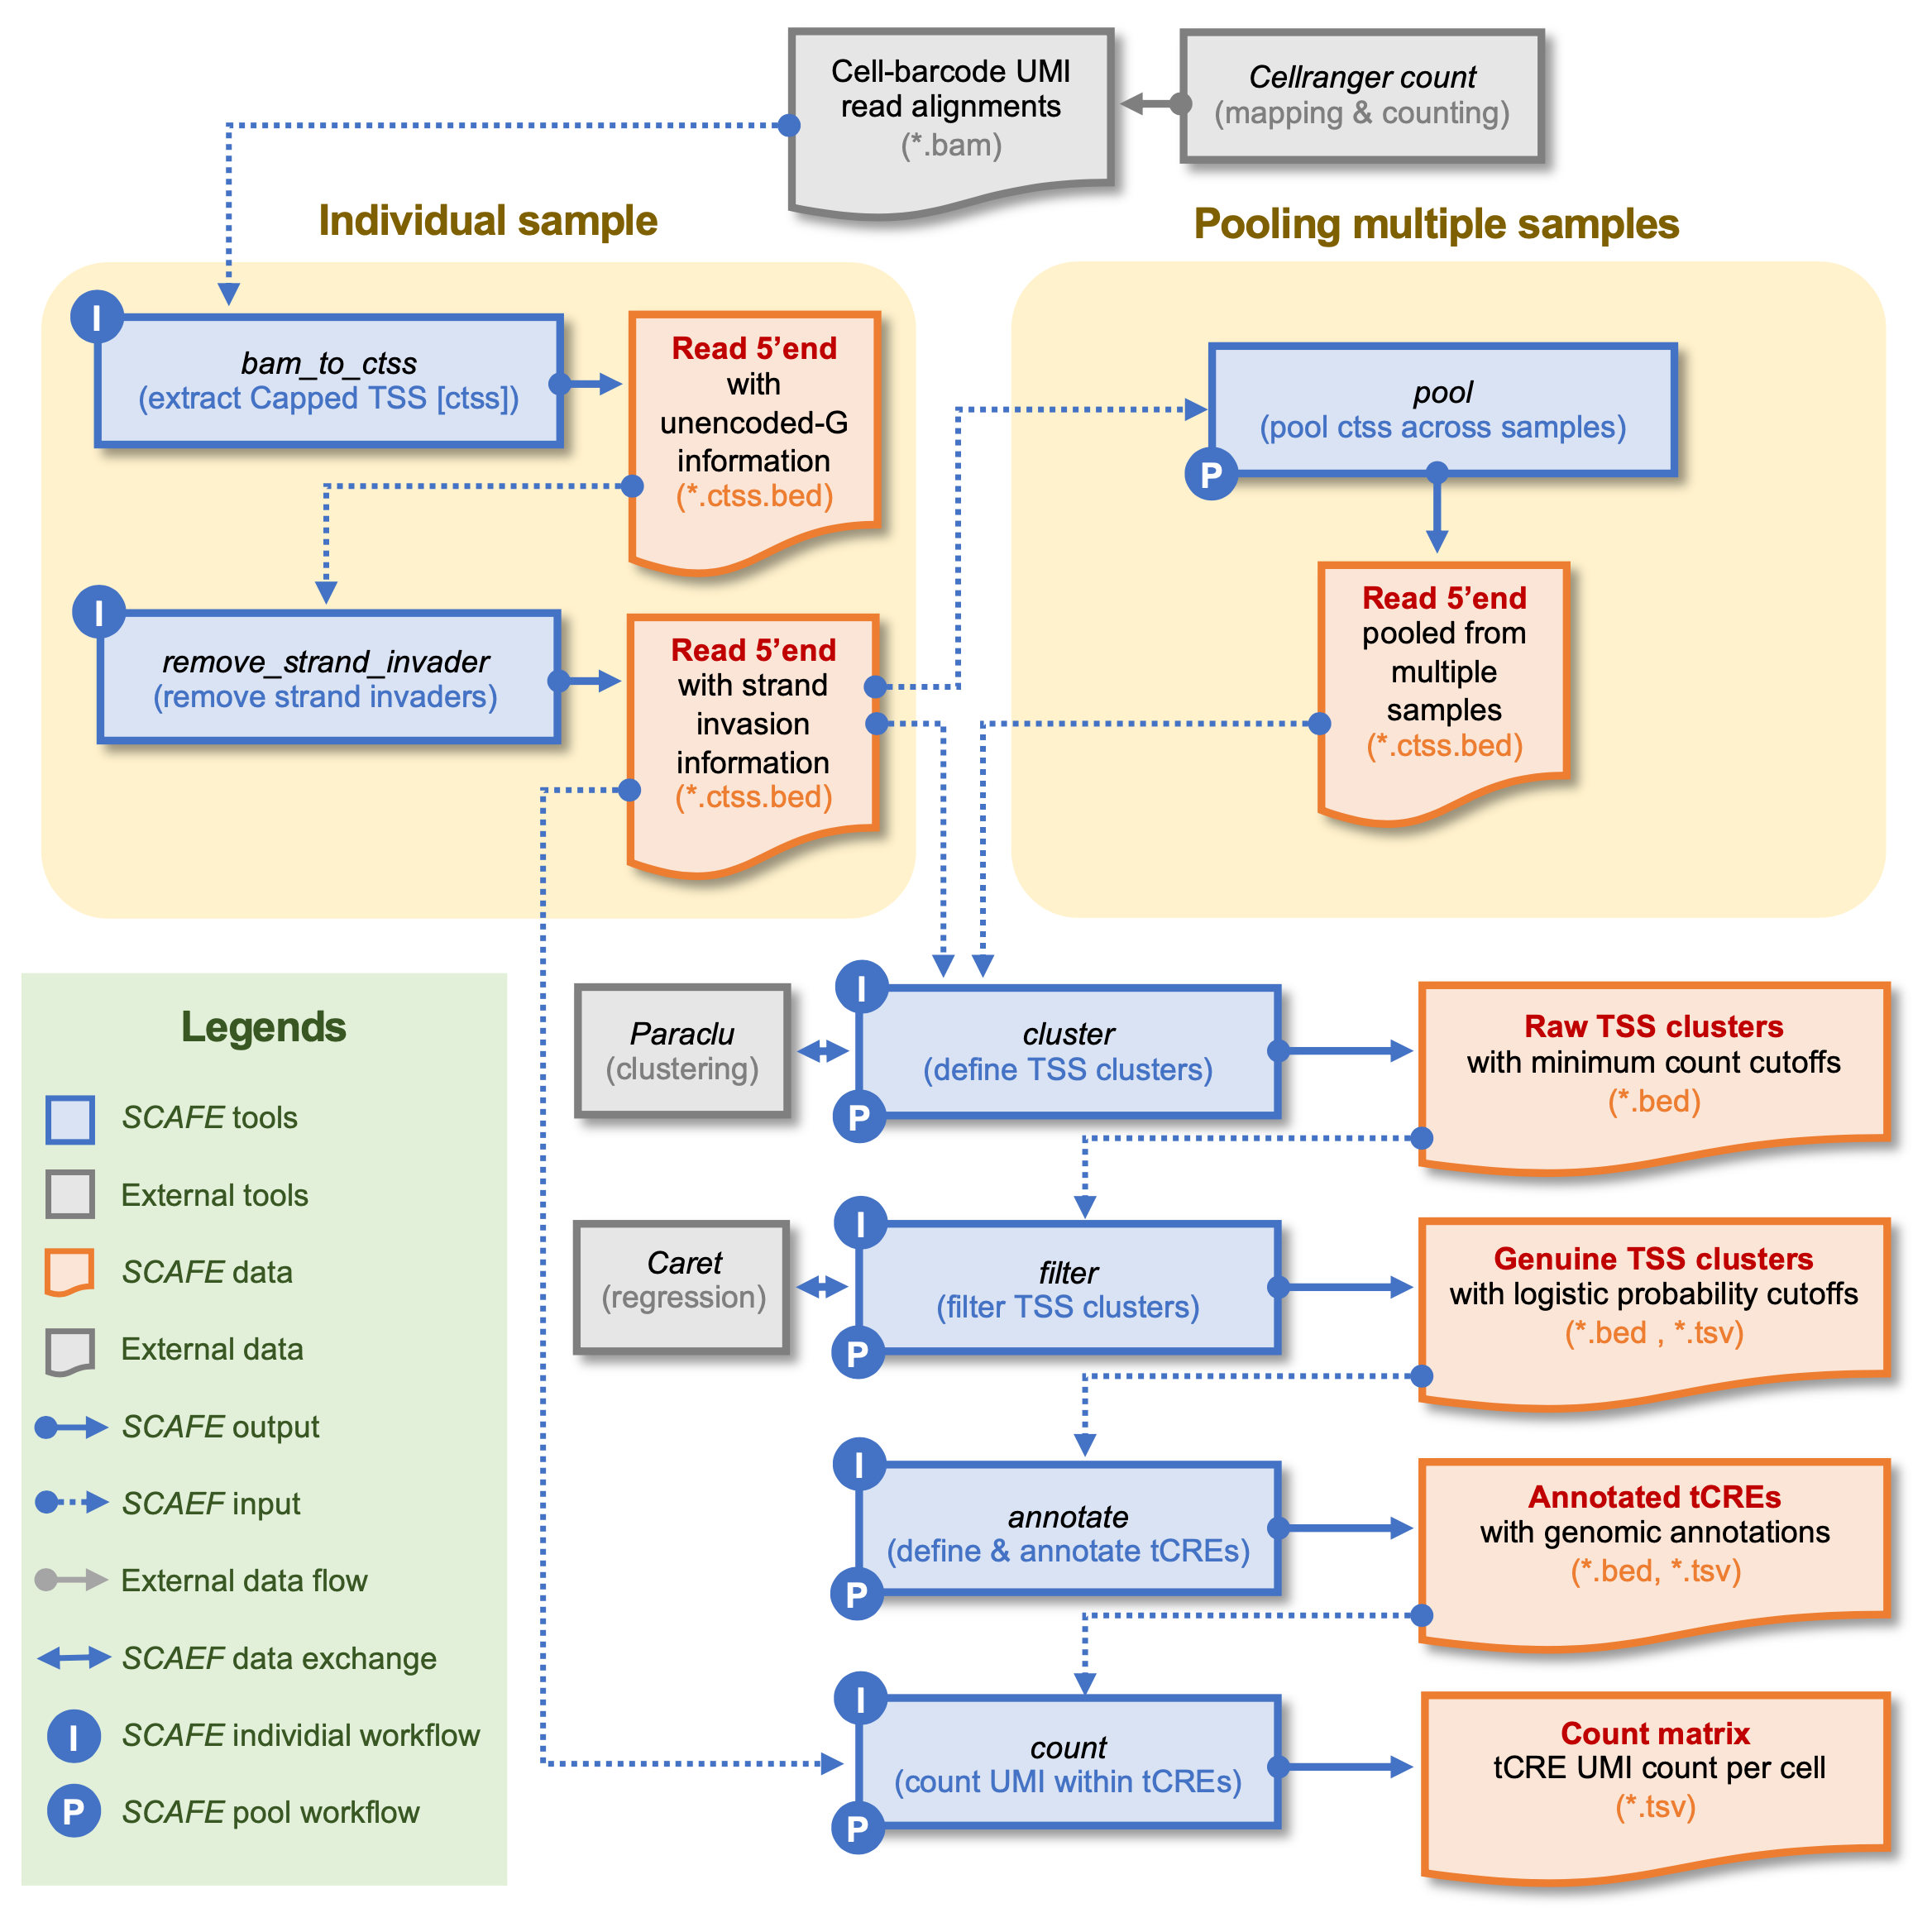 Cell-barcode UMI
read alignments
(*.bam)
Cellranger count
(mapping & counting)
Individual sample
Pooling multiple samples
I
bam_to_ctss
(extract Capped TSS [ctss])
Read 5’end
with
unencoded-G
information
(*.ctss.bed)
I
remove_strand_invader
(remove strand invaders)
Read 5’end
with strand
invasion
information
(*.ctss.bed)
pool
(pool ctss across samples)
P
Read 5’end
pooled from
multiple
samples
(*.ctss.bed)
Legends
SCAFE tools
External tools
SCAFE data
External data
SCAFE output
SCAEF input
External data flow
SCAEF data exchange
I SCAFE individial workflow
P SCAFE pool workflow
Paraclu
(clustering)
I
cluster
(define TSS clusters)
P
Raw TSS clusters
with minimum count cutoffs
(*.bed)
Caret
(regression)
I
filter
(filter TSS clusters)
P
Genuine TSS clusters
with logistic probability cutoffs
(*.bed , *.tsv)
I
annotate
(define & annotate tCREs)
P
Annotated tCREs
with genomic annotations
(*.bed, *.tsv)
I
count
(count UMI within tCREs)
P
Count matrix
tCRE UMI count per cell
(*.tsv)